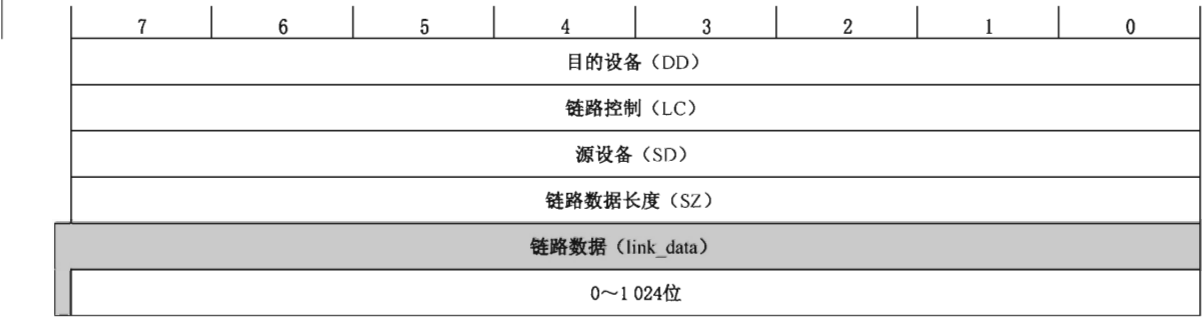 7 6 5 4 3 2 1 0
目的设备（DD）
链路控制（LC）
源设备（SD）
链路数据长度（SZ）
链路数据（link_data）
0～1 024位